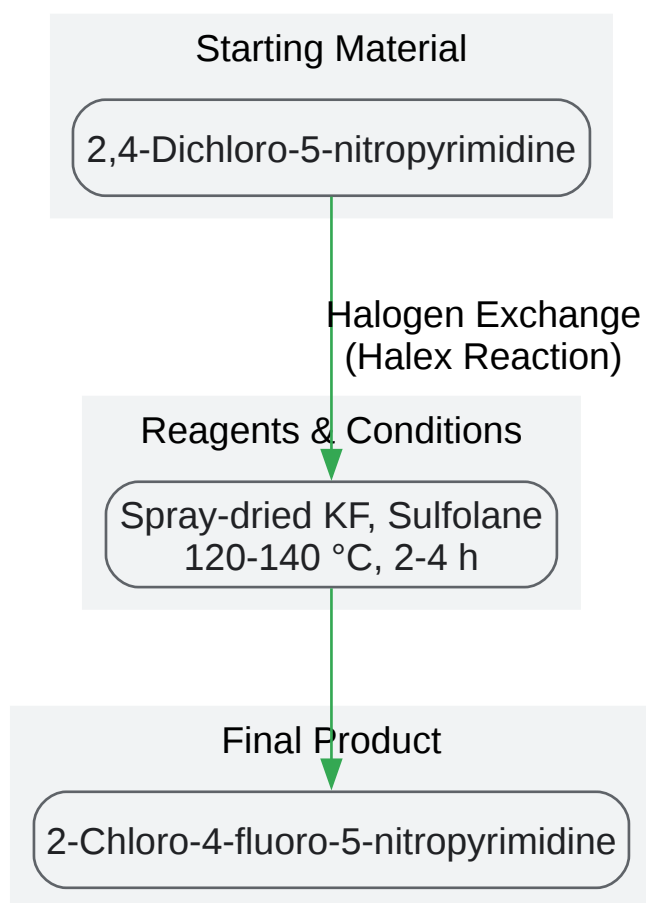 Starting Material
2,4-Dichloro-5-nitropyrimidine
Halogen Exchange
(Halex Reaction)
Reagents & Conditions
Spray-dried KF, Sulfolane
120-140 °C, 2-4 h
Final Product
2-Chloro-4-fluoro-5-nitropyrimidine